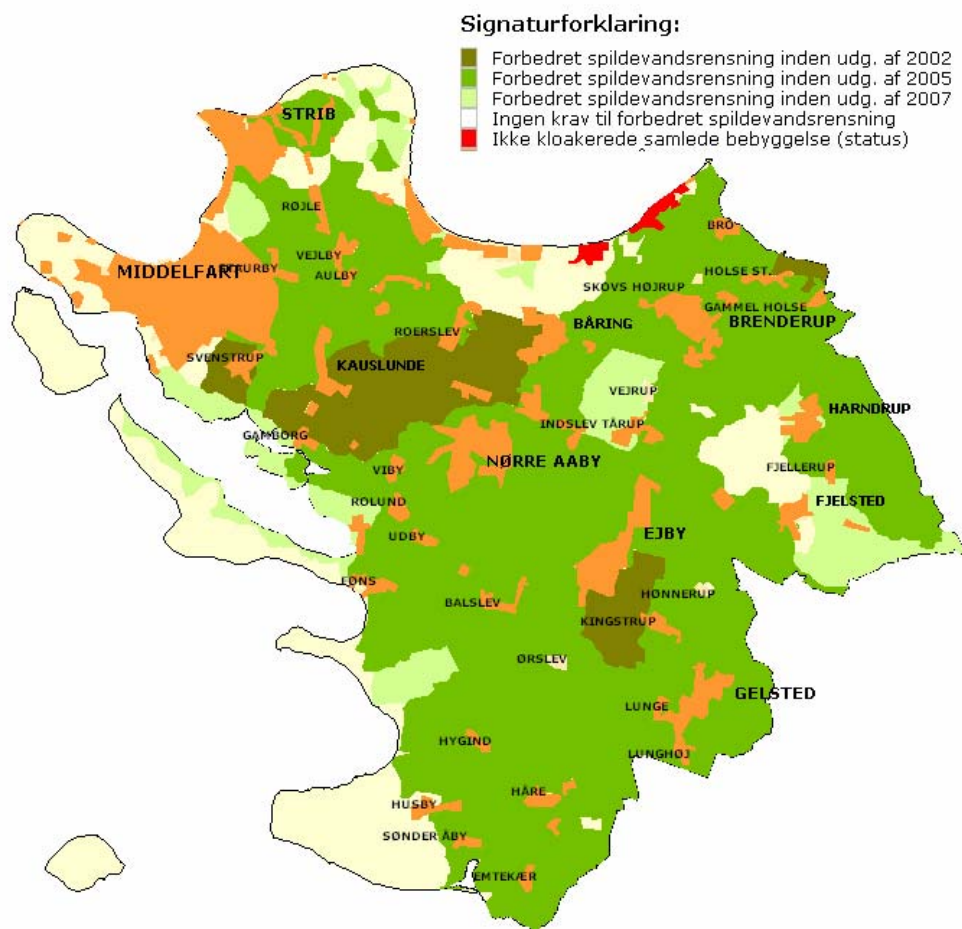 Signaturforklaring:
Forbedret spildevandsrensning inden udg. af 2002
Forbedret spildevandsrensning inden udg. af 2005
Forbedret spildevandsrensning inden udg. af 2007
Ingen krav til forbedret spildevandsrensning
Ikke kloakerede samlede bebyggelse (status)
STRIB
RØJLE
BRO
VEJLBY
MIDDELFART
AULBY
HOLSE ST...
SKOVS HØJRUP
GAMMEL HOLSE
BRENDERUP
BÅRING
ROERSLEV
SVENSTRUP
KAUSLUNDE
VEJRUP
HARNDRUP
INDSLEV TÅRUP
GAMBORG
NØRRE AABY
VIBY
FJELLERUP
ROLUND
FJELSTED
UDBY
EJBY
FØNS
HØNNERUP
BALSLEV
KINGSTRUP
ØRSLEV
GELSTED
LUNGE
HYGIND
LUNGHØJ
HÅRE
HUSBY
SØNDER ÅBY
EMTEKÆR